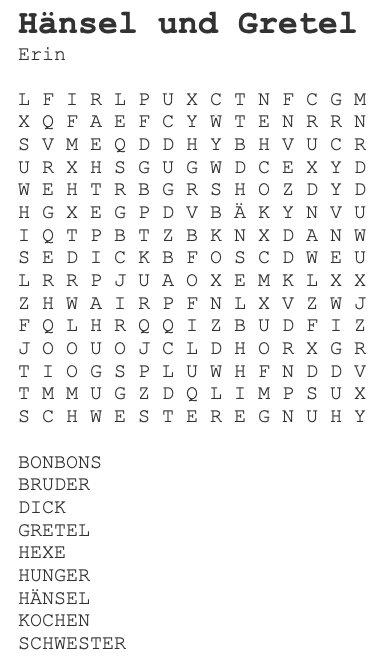 Hänsel und Gretel
Erin
L F I R L P U X C T N F C G M
X Q F A E F C Y W T E N R R N
S V M E Q D D H Y B H V U C R
U R X H S G U G W D C E X Y D
W E H T R B G R S H O Z D Y D
H G X E G P D V B Ä K Y N V U
I Q T P B T Z B K N X D A N W
S E D I C K B F O S C D W E U
L R R P J U A O X E M K L X X
Z H W A I R P F N L X V Z W J
F Q L H R Q Q I Z B U D F I Z
J O O U O J C L D H O R X G R
T I O G S P L U W H F N D D V
T M M U G Z D Q L I M P S U X
S C H W E S T E R E G N U H Y
BONBONS
BRUDER
DICK
GRETEL
HEXE
HUNGER
HÄNSEL
KOCHEN
SCHWESTER